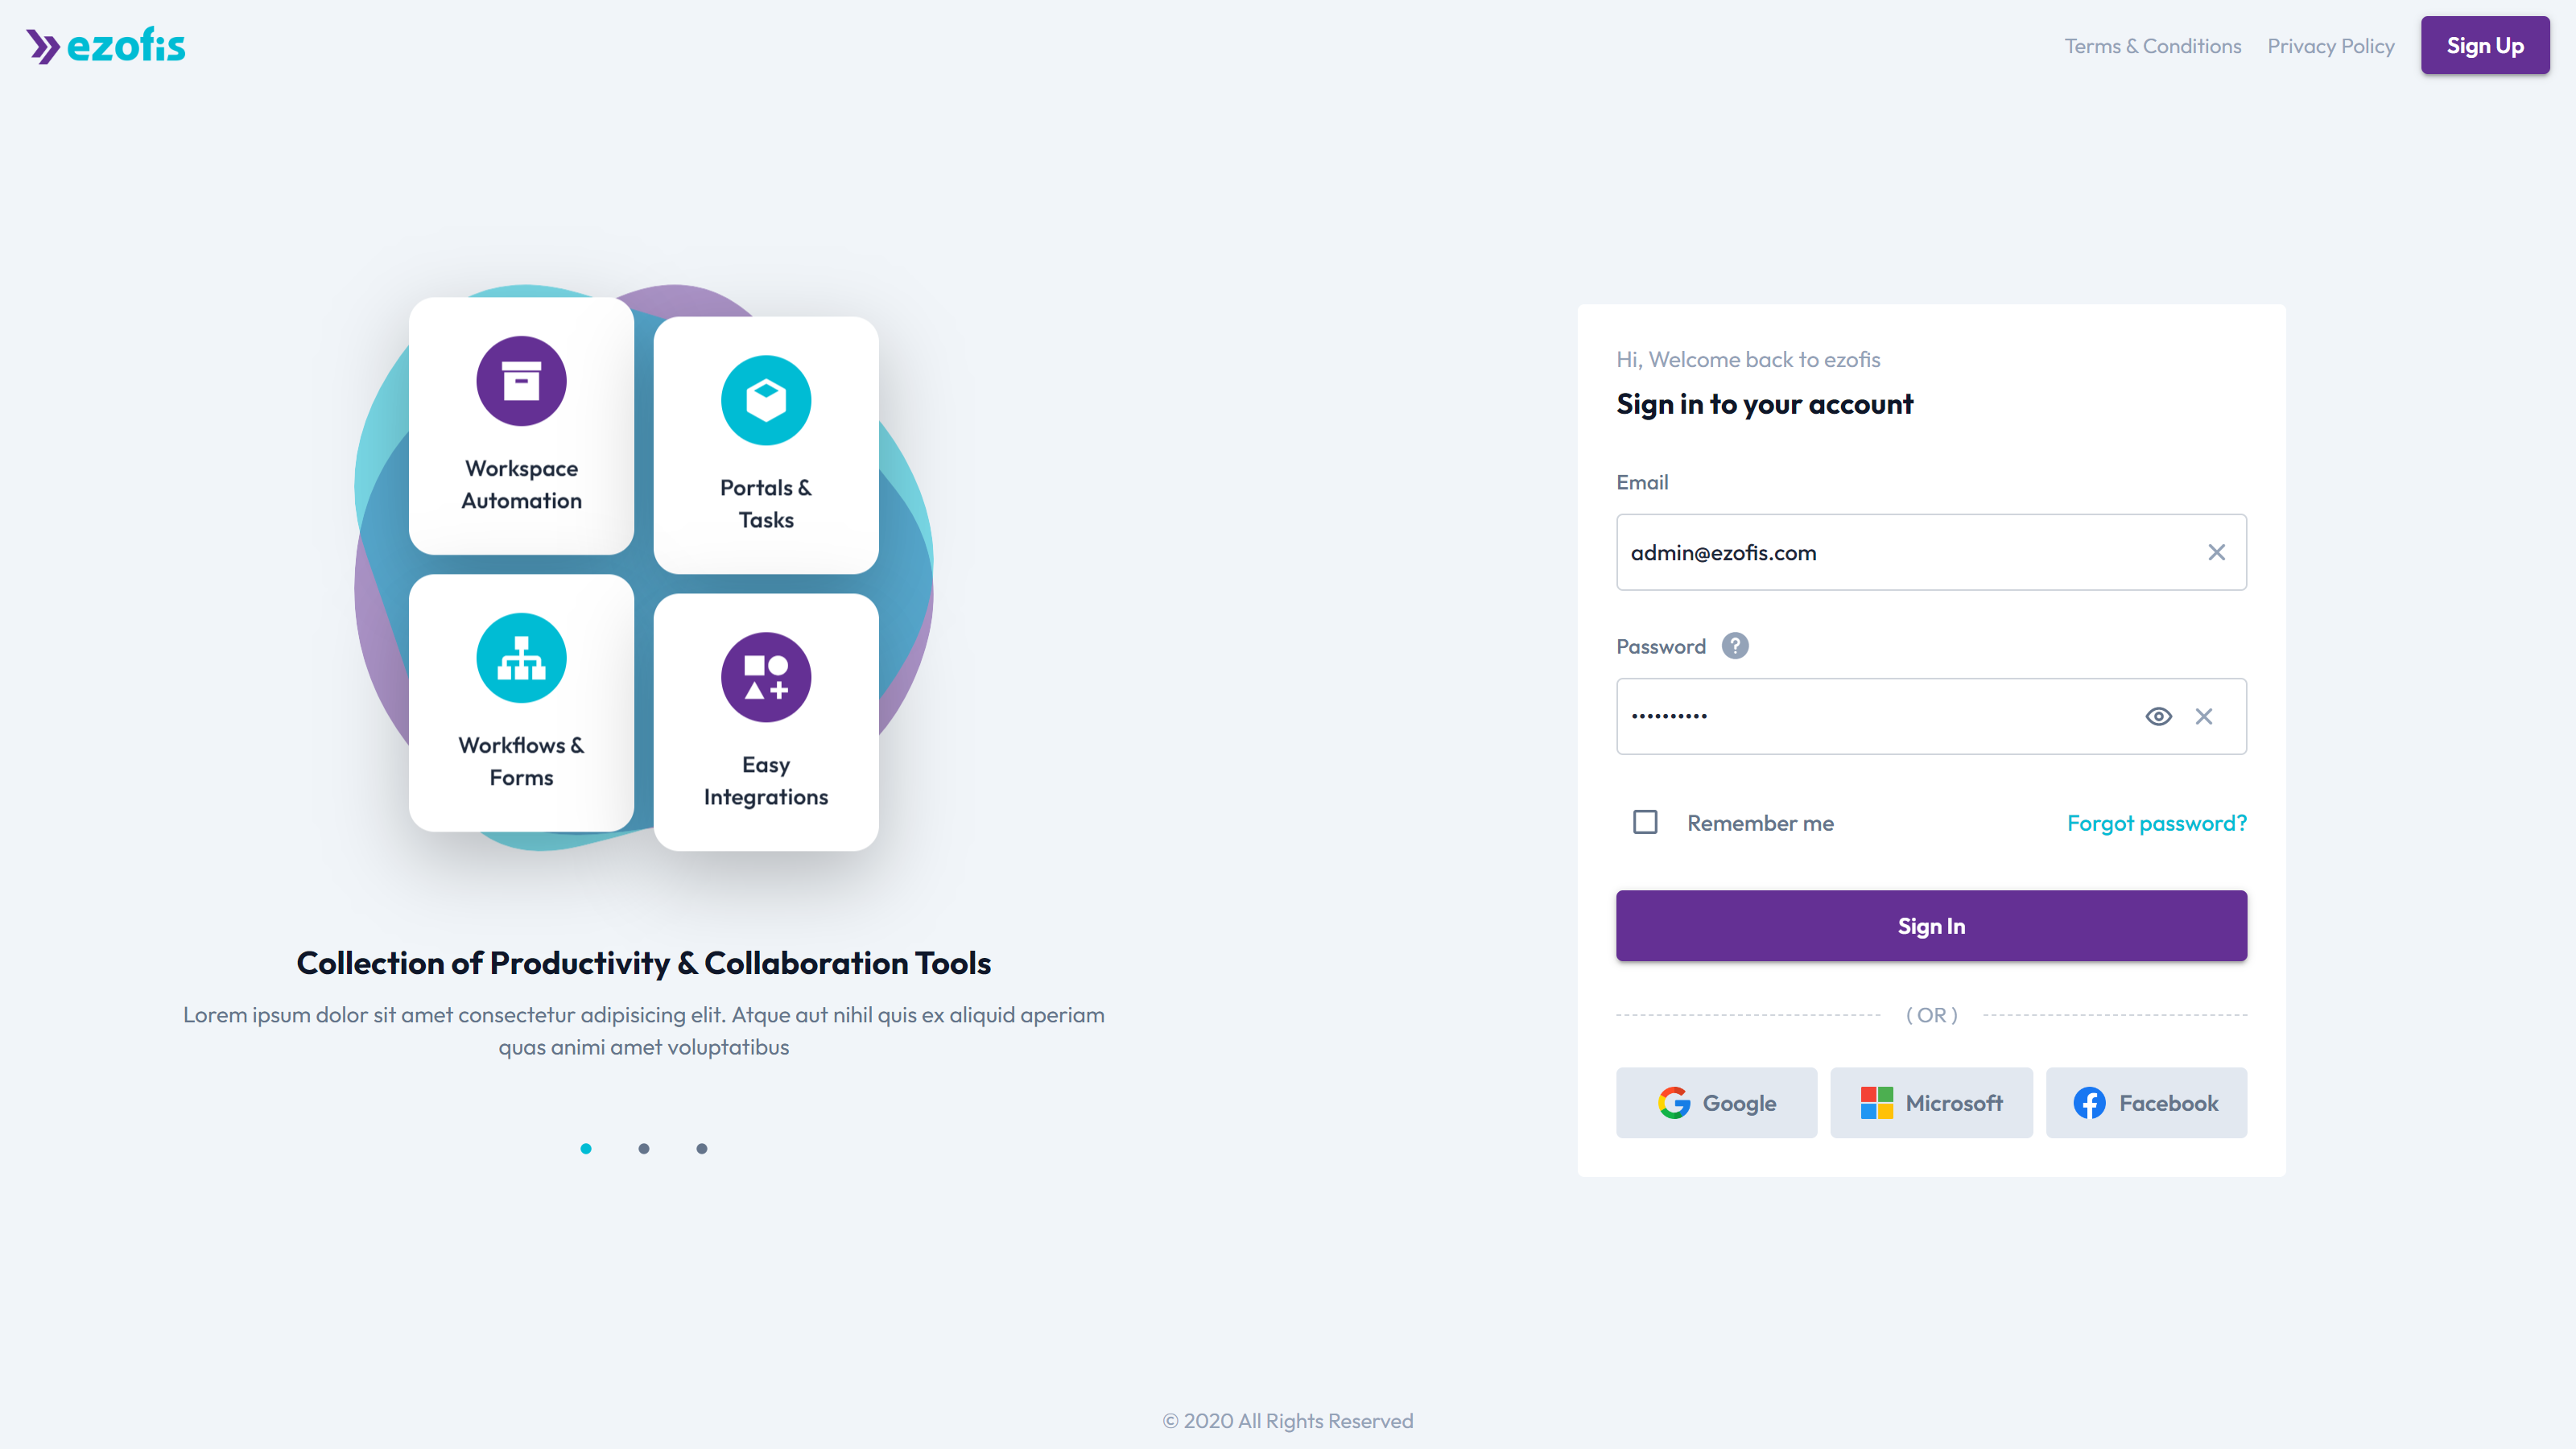 ezofis
Terms & Conditions
Privacy Policy
Sign Up
Workspace
Automation
Portals &
Tasks
Workflows &
Forms
Easy
Integrations
Collection of Productivity & Collaboration Tools
Lorem ipsum dolor sit amet consectetur adipisicing elit. Atque aut nihil quis ex aliquid aperiam
quas animi amet voluptatibus
Hi, Welcome back to ezofis
Sign in to your account
Email
admin@ezofis.com
Password ?
••••••••••
Remember me
Forgot password?
Sign In
( OR )
Google
Microsoft
Facebook
© 2020 All Rights Reserved